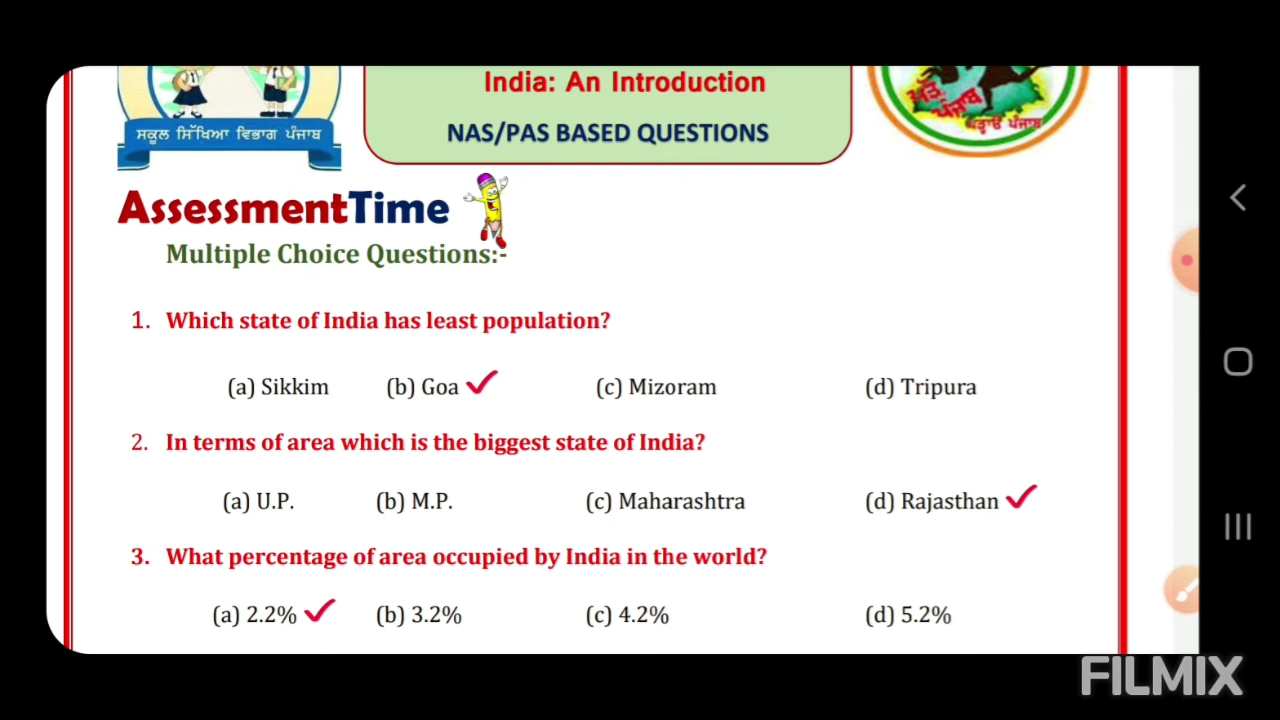 India: An Introduction
NAS/PAS BASED QUESTIONS
ਸਕੂਲ ਸਿੱਖਿਆ ਵਿਭਾਗ ਪੰਜਾਬ
ਪੜ੍ਹਾਓ ਪੰਜਾਬ
AssessmentTime
Multiple Choice Questions:-
1. Which state of India has least population?
(a) Sikkim (b) Goa (c) Mizoram (d) Tripura
2. In terms of area which is the biggest state of India?
(a) U.P. (b) M.P. (c) Maharashtra (d) Rajasthan
3. What percentage of area occupied by India in the world?
(a) 2.2% (b) 3.2% (c) 4.2% (d) 5.2%
FILMIX